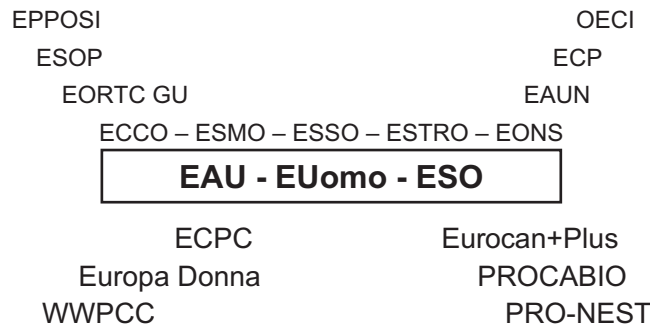 EPPOSI OECI
ESOP ECP
EORTC GU EAUN
ECCO – ESMO – ESSO – ESTRO – EONS
EAU - EUomo - ESO
ECPC Eurocan+Plus
Europa Donna PROCABIO
WWPCC PRO-NEST